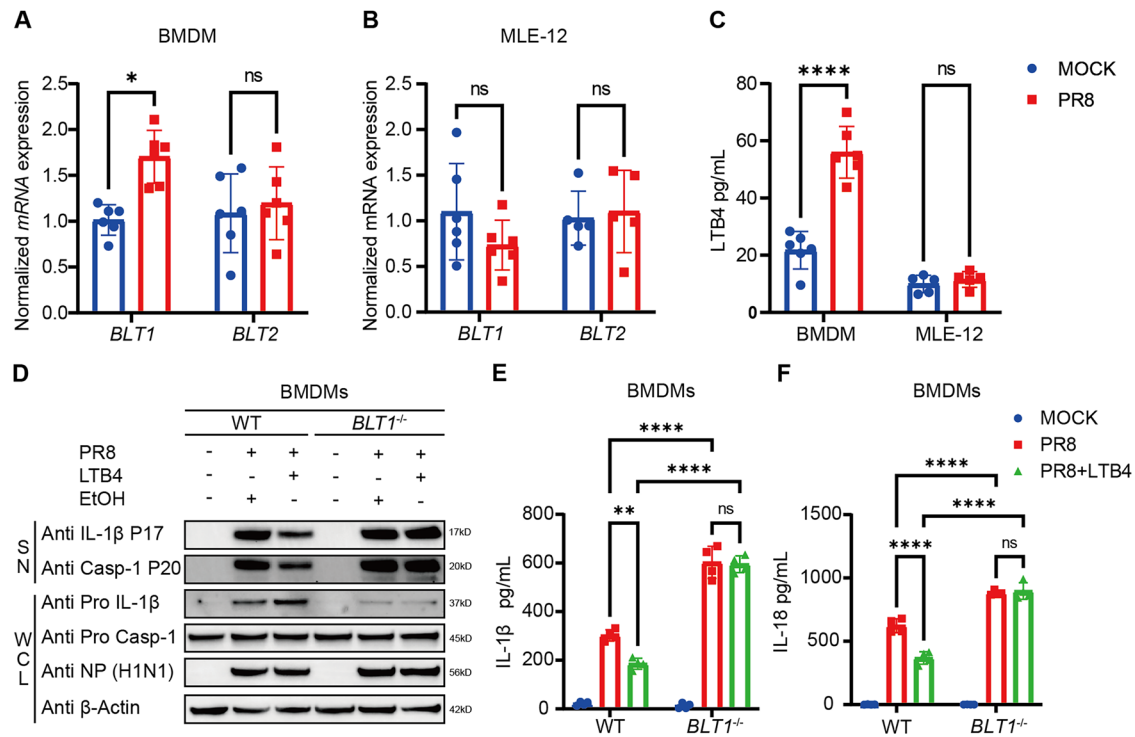 A
BMDM
Normalized mRNA expression
2.5
2.0
1.5
1.0
0.5
0.0
*
ns
BLT1
BLT2
B
MLE-12
Normalized mRNA expression
2.5
2.0
1.5
1.0
0.5
0.0
ns
ns
BLT1
BLT2
C
LTB4 pg/mL
80
60
40
20
0
****
ns
BMDM
MLE-12
MOCK
PR8
D
BMDMs
WT
BLT1-/-
PR8 - + + - + +
LTB4 - - + - - +
EtOH - + - - + -
SN
Anti IL-1β P17 17kD
Anti Casp-1 P20 20kD
WCL
Anti Pro IL-1β 37kD
Anti Pro Casp-1 45kD
Anti NP (H1N1) 56kD
Anti β-Actin 42kD
E
BMDMs
IL-1β pg/mL
800
600
400
200
0
****
****
**
ns
WT
BLT1-/-
F
BMDMs
IL-18 pg/mL
1500
1000
500
0
****
****
****
ns
WT
BLT1-/-
MOCK
PR8
PR8+LTB4